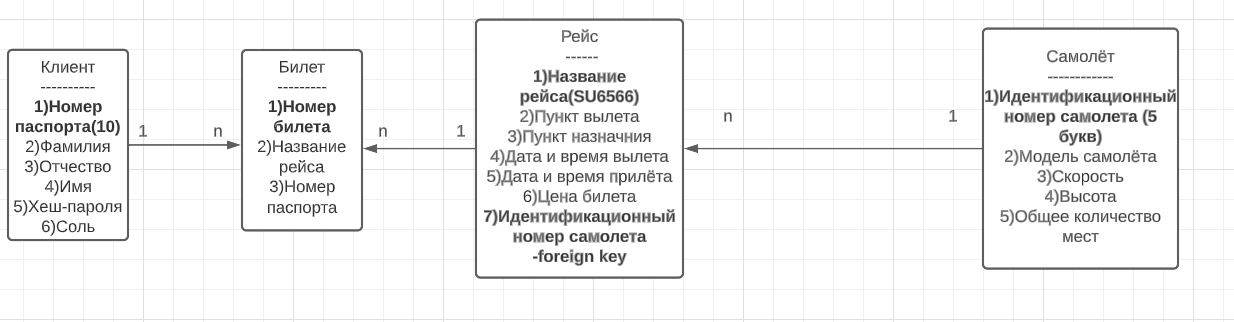 Клиент
----------
1)Номер
паспорта(10)
2)Фамилия
3)Отчество
4)Имя
5)Хеш-пароля
6)Соль
1
n
Билет
---------
1)Номер
билета
2)Название
рейса
3)Номер
паспорта
n
1
Рейс
------
1)Название
рейса(SU6566)
2)Пункт вылета
3)Пункт назначния
4)Дата и время вылета
5)Дата и время прилёта
6)Цена билета
7)Идентификационный
номер самолета
-foreign key
n
1
Самолёт
------------
1)Идентификационный
номер самолета (5
букв)
2)Модель самолёта
3)Скорость
4)Высота
5)Общее количество
мест